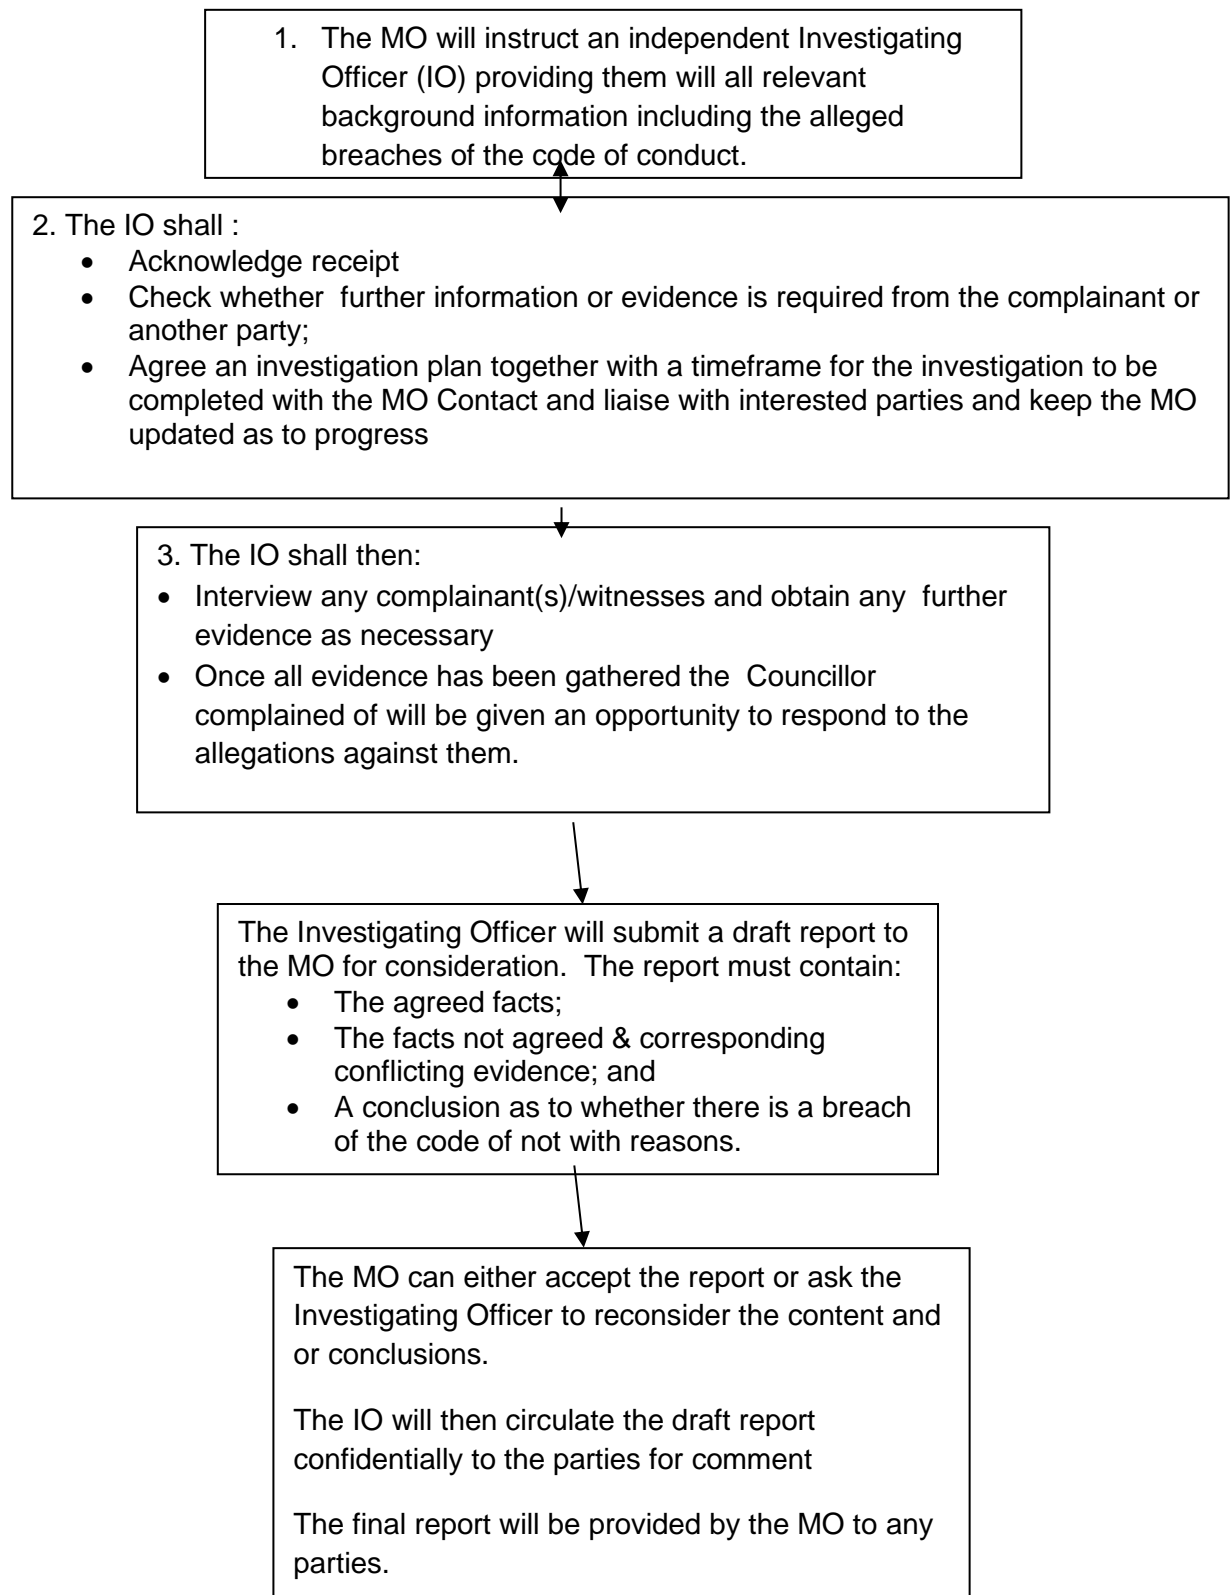 1. The MO will instruct an independent Investigating
Officer (IO) providing them will all relevant
background information including the alleged
breaches of the code of conduct.
2. The IO shall :
• Acknowledge receipt
• Check whether further information or evidence is required from the complainant or
another party;
• Agree an investigation plan together with a timeframe for the investigation to be
completed with the MO Contact and liaise with interested parties and keep the MO
updated as to progress
3. The IO shall then:
• Interview any complainant(s)/witnesses and obtain any further
evidence as necessary
• Once all evidence has been gathered the Councillor
complained of will be given an opportunity to respond to the
allegations against them.
The Investigating Officer will submit a draft report to
the MO for consideration. The report must contain:
• The agreed facts;
• The facts not agreed & corresponding
conflicting evidence; and
• A conclusion as to whether there is a breach
of the code of not with reasons.
The MO can either accept the report or ask the
Investigating Officer to reconsider the content and
or conclusions.
The IO will then circulate the draft report
confidentially to the parties for comment
The final report will be provided by the MO to any
parties.